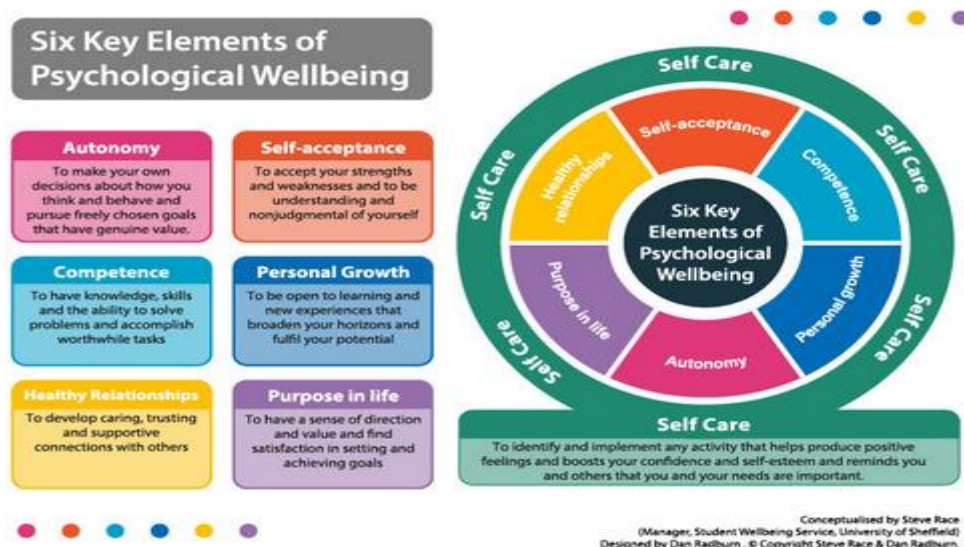 Six Key Elements of
Psychological Wellbeing
Autonomy
To make your own
decisions about how you
think and behave and
pursue freely chosen goals
that have genuine value.
Self-acceptance
To accept your strengths
and weaknesses and to be
understanding and
nonjudgmental of yourself
Competence
To have knowledge, skills
and the ability to solve
problems and accomplish
worthwhile tasks
Personal Growth
To be open to learning and
new experiences that
broaden your horizons and
fulfil your potential
Healthy Relationships
To develop caring, trusting
and supportive
connections with others
Purpose in life
To have a sense of direction
and value and find
satisfaction in setting and
achieving goals
Self Care
Self Care
Self Care
Self Care
Self Care
Self-acceptance
Competence
Personal growth
Autonomy
Purpose in life
Healthy
relationships
Six Key
Elements of
Psychological
Wellbeing
Self Care
To identify and implement any activity that helps produce positive
feelings and boosts your confidence and self-esteem and reminds you
and others that you and your needs are important.
Conceptualised by Steve Race
(Manager, Student Wellbeing Service, University of Sheffield)
Designed by Dan Radburn . © Copyright Steve Race & Dan Radburn.